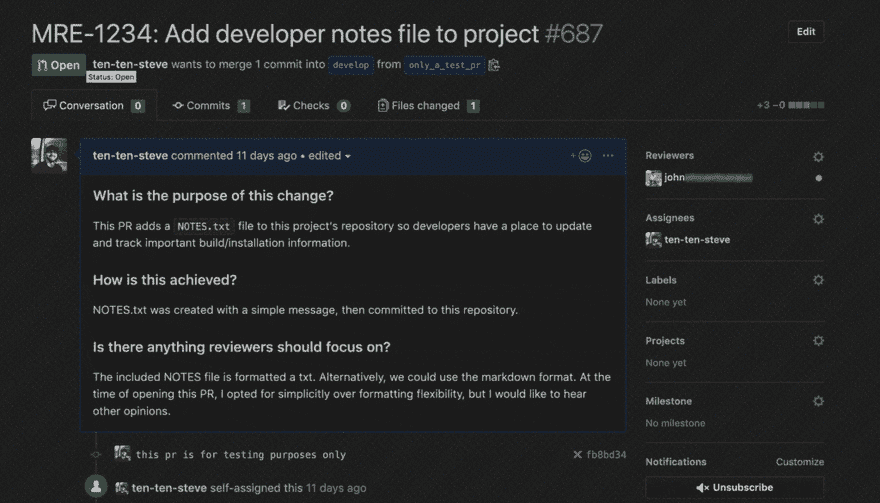 MRE-1234: Add developer notes file to project #687
Edit
Open
ten-ten-steve wants to merge 1 commit into develop from only_a_test_pr
Status: Open
Conversation 0
Commits 1
Checks 0
Files changed 1
+3 −0
ten-ten-steve commented 11 days ago • edited
What is the purpose of this change?
This PR adds a NOTES.txt file to this project's repository so developers have a place to update
and track important build/installation information.
How is this achieved?
NOTES.txt was created with a simple message, then committed to this repository.
Is there anything reviewers should focus on?
The included NOTES file is formatted a txt. Alternatively, we could use the markdown format. At the
time of opening this PR, I opted for simplicitly over formatting flexibility, but I would like to hear
other opinions.
this pr is for testing purposes only
fb8bd34
ten-ten-steve self-assigned this 11 days ago
Reviewers
john
Assignees
ten-ten-steve
Labels
None yet
Projects
None yet
Milestone
No milestone
Notifications
Customize
Unsubscribe